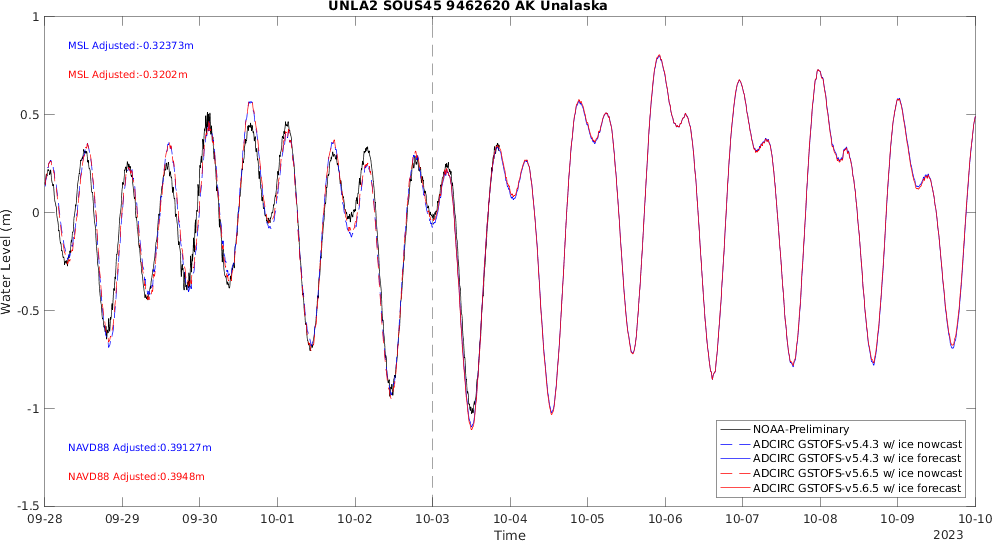 UNLA2 SOUS45 9462620 AK Unalaska
1
MSL Adjusted:-0.32373m
MSL Adjusted:-0.3202m
0.5
0
Water Level (m)
-0.5
-1
NAVD88 Adjusted:0.39127m
NAVD88 Adjusted:0.3948m
NOAA-Preliminary
ADCIRC GSTOFS-v5.4.3 w/ ice nowcast
ADCIRC GSTOFS-v5.4.3 w/ ice forecast
ADCIRC GSTOFS-v5.6.5 w/ ice nowcast
ADCIRC GSTOFS-v5.6.5 w/ ice forecast
-1.5
09-28 09-29 09-30 10-01 10-02 10-03 10-04 10-05 10-06 10-07 10-08 10-09 10-10
Time
2023